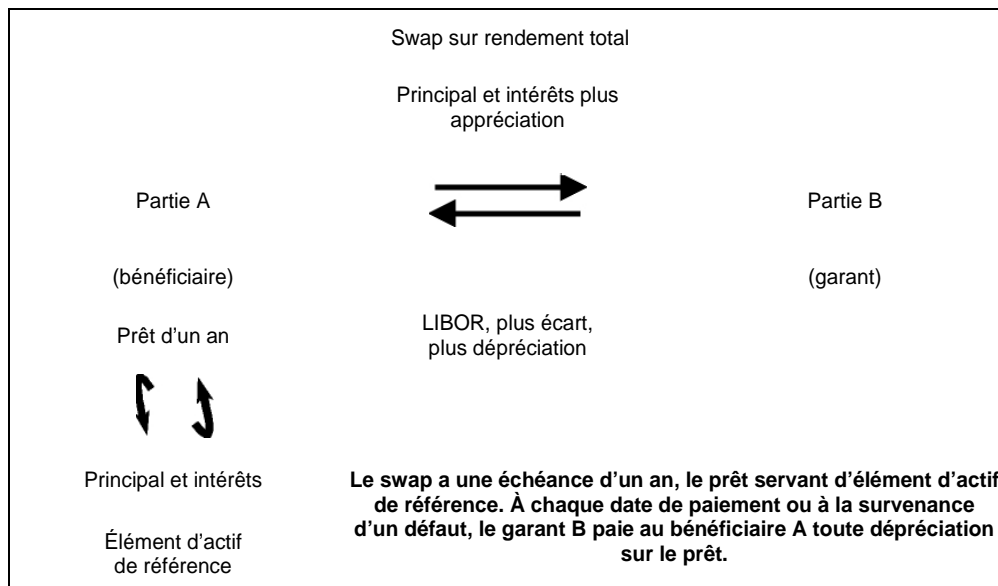 Swap sur rendement total
Principal et intérêts plus
appréciation
Partie A
Partie B
(bénéficiaire)
(garant)
Prêt d’un an
LIBOR, plus écart,
plus dépréciation
Principal et intérêts
Élément d’actif
de référence
Le swap a une échéance d’un an, le prêt servant d’élément d’actif
de référence. À chaque date de paiement ou à la survenance
d’un défaut, le garant B paie au bénéficiaire A toute dépréciation
sur le prêt.